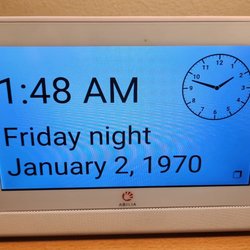 1:48 AM
Friday night
January 2, 1970
ABILIA